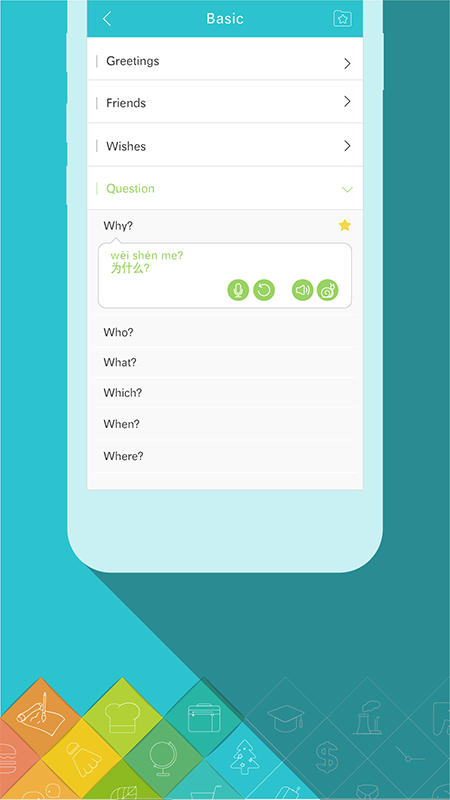 Basic
Greetings
Friends
Wishes
Question
Why?
wèi shén me?
为什么?
Who?
What?
Which?
When?
Where?
$